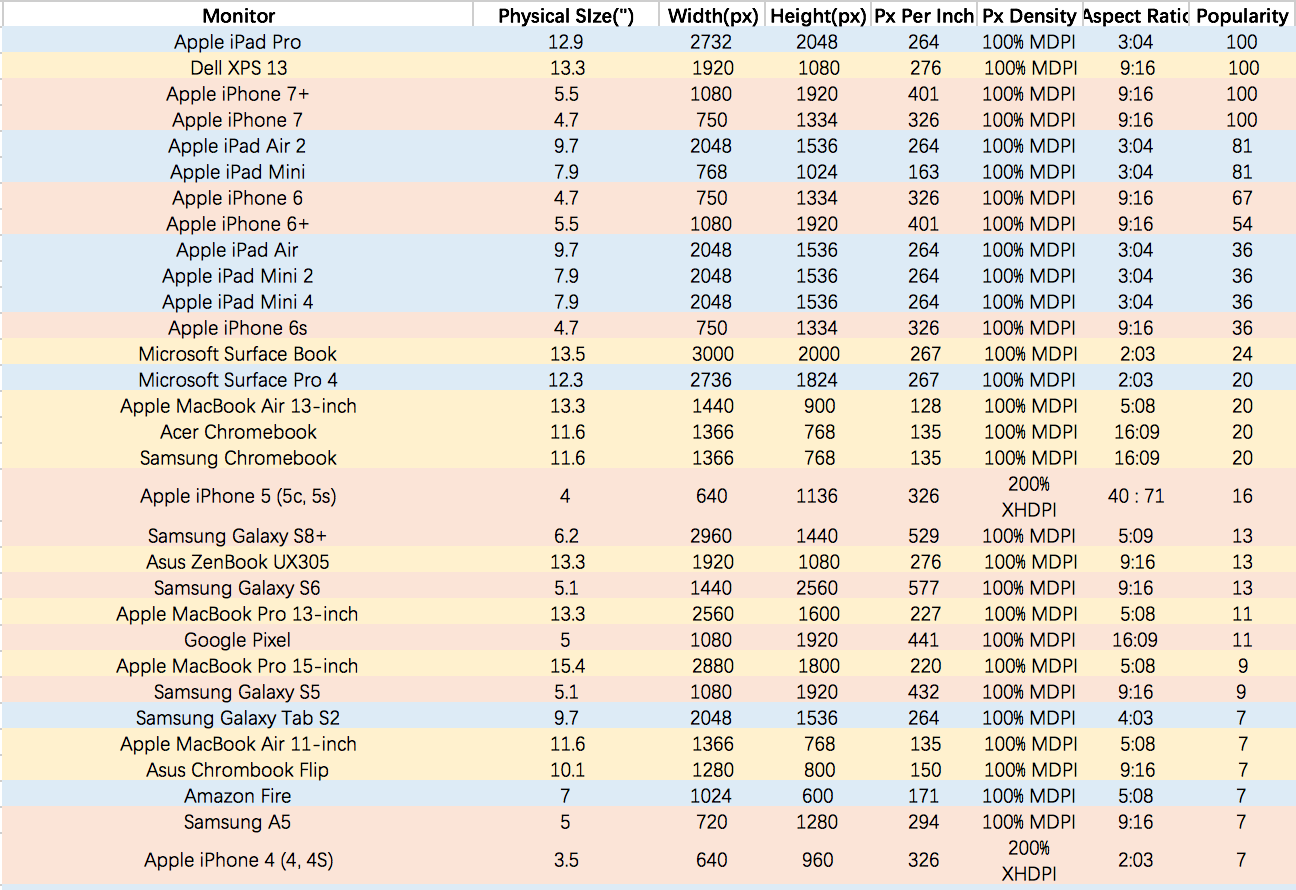 Monitor Physical SIze(") Width(px) Height(px) Px Per Inch Px Density Aspect Ratio Popularity
Apple iPad Pro 12.9 2732 2048 264 100% MDPI 3:04 100
Dell XPS 13 13.3 1920 1080 276 100% MDPI 9:16 100
Apple iPhone 7+ 5.5 1080 1920 401 100% MDPI 9:16 100
Apple iPhone 7 4.7 750 1334 326 100% MDPI 9:16 100
Apple iPad Air 2 9.7 2048 1536 264 100% MDPI 3:04 81
Apple iPad Mini 7.9 768 1024 163 100% MDPI 3:04 81
Apple iPhone 6 4.7 750 1334 326 100% MDPI 9:16 67
Apple iPhone 6+ 5.5 1080 1920 401 100% MDPI 9:16 54
Apple iPad Air 9.7 2048 1536 264 100% MDPI 3:04 36
Apple iPad Mini 2 7.9 2048 1536 264 100% MDPI 3:04 36
Apple iPad Mini 4 7.9 2048 1536 264 100% MDPI 3:04 36
Apple iPhone 6s 4.7 750 1334 326 100% MDPI 9:16 36
Microsoft Surface Book 13.5 3000 2000 267 100% MDPI 2:03 24
Microsoft Surface Pro 4 12.3 2736 1824 267 100% MDPI 2:03 20
Apple MacBook Air 13-inch 13.3 1440 900 128 100% MDPI 5:08 20
Acer Chromebook 11.6 1366 768 135 100% MDPI 16:09 20
Samsung Chromebook 11.6 1366 768 135 100% MDPI 16:09 20
Apple iPhone 5 (5c, 5s) 4 640 1136 326 200% XHDPI 40 : 71 16
Samsung Galaxy S8+ 6.2 2960 1440 529 100% MDPI 5:09 13
Asus ZenBook UX305 13.3 1920 1080 276 100% MDPI 9:16 13
Samsung Galaxy S6 5.1 1440 2560 577 100% MDPI 9:16 13
Apple MacBook Pro 13-inch 13.3 2560 1600 227 100% MDPI 5:08 11
Google Pixel 5 1080 1920 441 100% MDPI 16:09 11
Apple MacBook Pro 15-inch 15.4 2880 1800 220 100% MDPI 5:08 9
Samsung Galaxy S5 5.1 1080 1920 432 100% MDPI 9:16 9
Samsung Galaxy Tab S2 9.7 2048 1536 264 100% MDPI 4:03 7
Apple MacBook Air 11-inch 11.6 1366 768 135 100% MDPI 5:08 7
Asus Chrombook Flip 10.1 1280 800 150 100% MDPI 9:16 7
Amazon Fire 7 1024 600 171 100% MDPI 5:08 7
Samsung A5 5 720 1280 294 100% MDPI 9:16 7
Apple iPhone 4 (4, 4S) 3.5 640 960 326 200% XHDPI 2:03 7